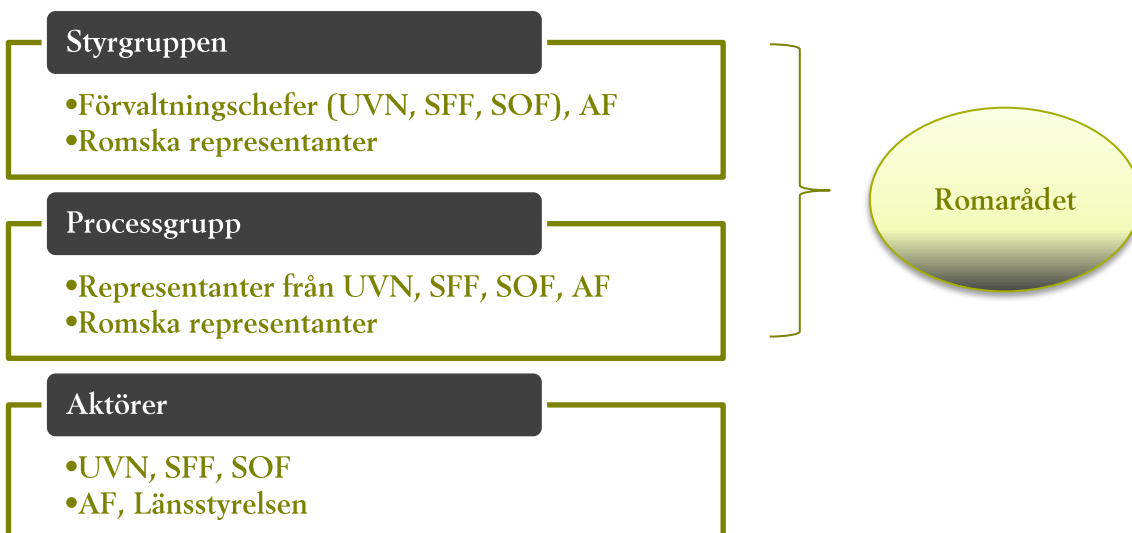 Styrgruppen
•Förvaltningschefer (UVN, SFF, SOF), AF
•Romska representanter
Processgrupp
•Representanter från UVN, SFF, SOF, AF
•Romska representanter
Aktörer
•UVN, SFF, SOF
•AF, Länsstyrelsen
Romarådet